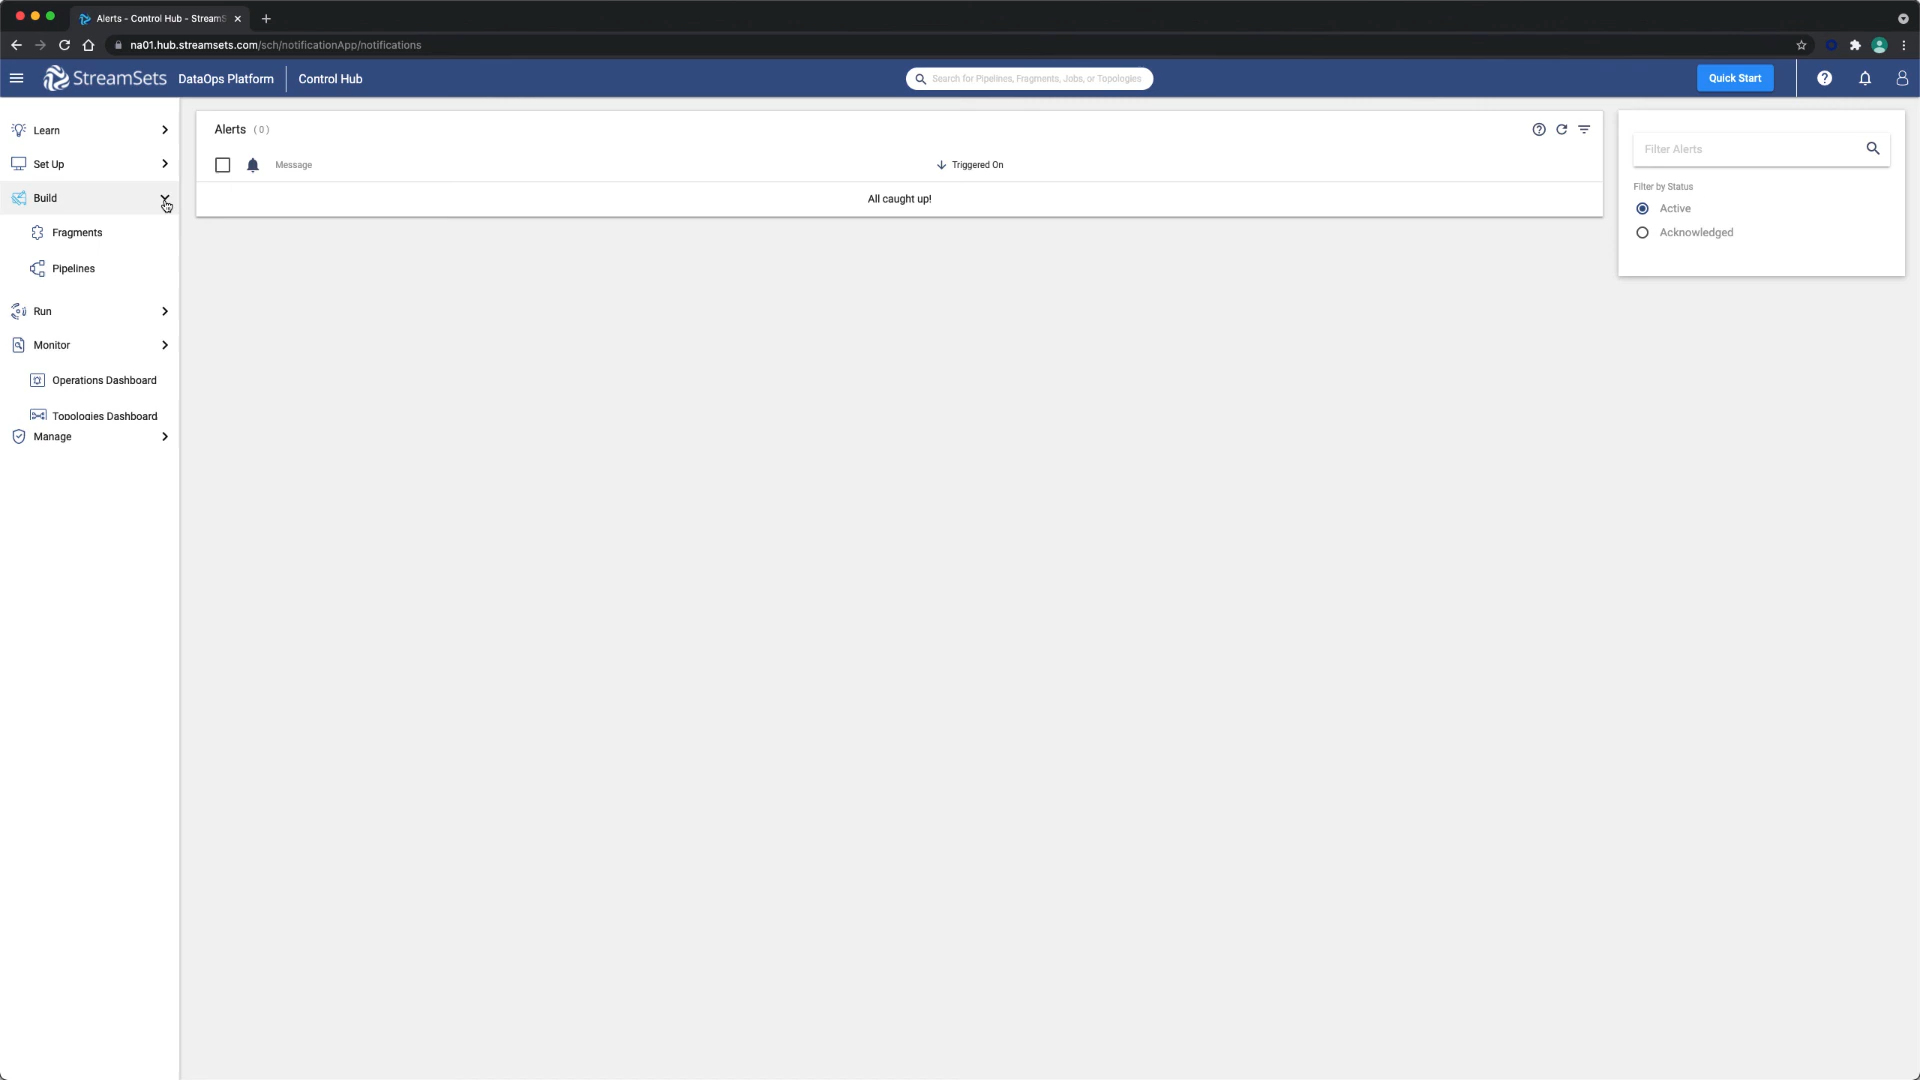 Alerts - Control Hub - StreamS
na01.hub.streamsets.com/sch/notificationApp/notifications
StreamSets DataOps Platform Control Hub
Search for Pipelines, Fragments, Jobs, or Topologies
Quick Start
Learn
Set Up
Build
Fragments
Pipelines
Run
Monitor
Operations Dashboard
Topologies Dashboard
Manage
Alerts (0)
Message Triggered On
All caught up!
Filter Alerts
Filter by Status
Active
Acknowledged